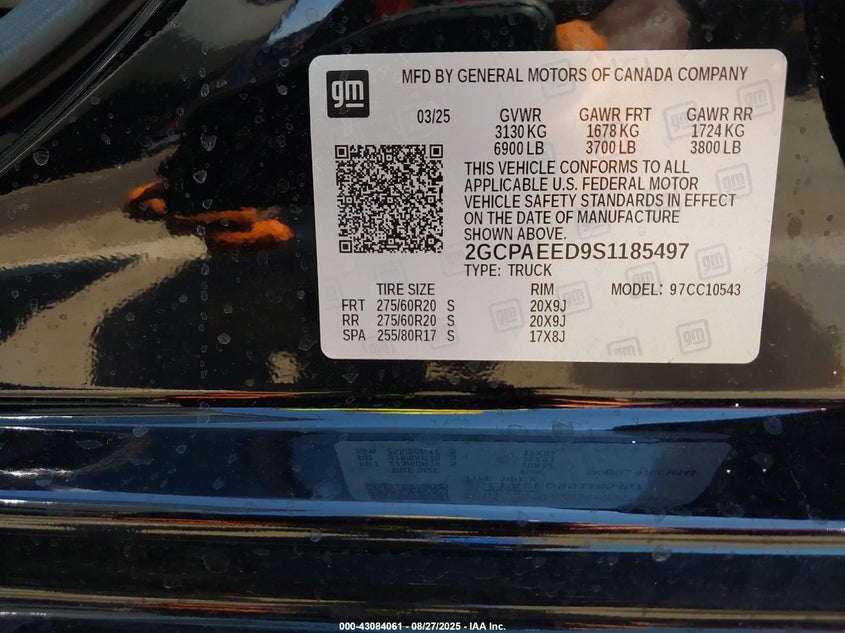 gm
MFD BY GENERAL MOTORS OF CANADA COMPANY
03/25 GVWR GAWR FRT GAWR RR
3130 KG 1678 KG 1724 KG
6900 LB 3700 LB 3800 LB
THIS VEHICLE CONFORMS TO ALL
APPLICABLE U.S. FEDERAL MOTOR
VEHICLE SAFETY STANDARDS IN EFFECT
ON THE DATE OF MANUFACTURE
SHOWN ABOVE.
2GCPAEED9S1185497
TYPE: TRUCK
TIRE SIZE RIM MODEL: 97CC10543
FRT 275/60R20 S 20X9J
RR 275/60R20 S 20X9J
SPA 255/80R17 S 17X8J
000-43084061 - 08/27/2025 - IAA Inc.